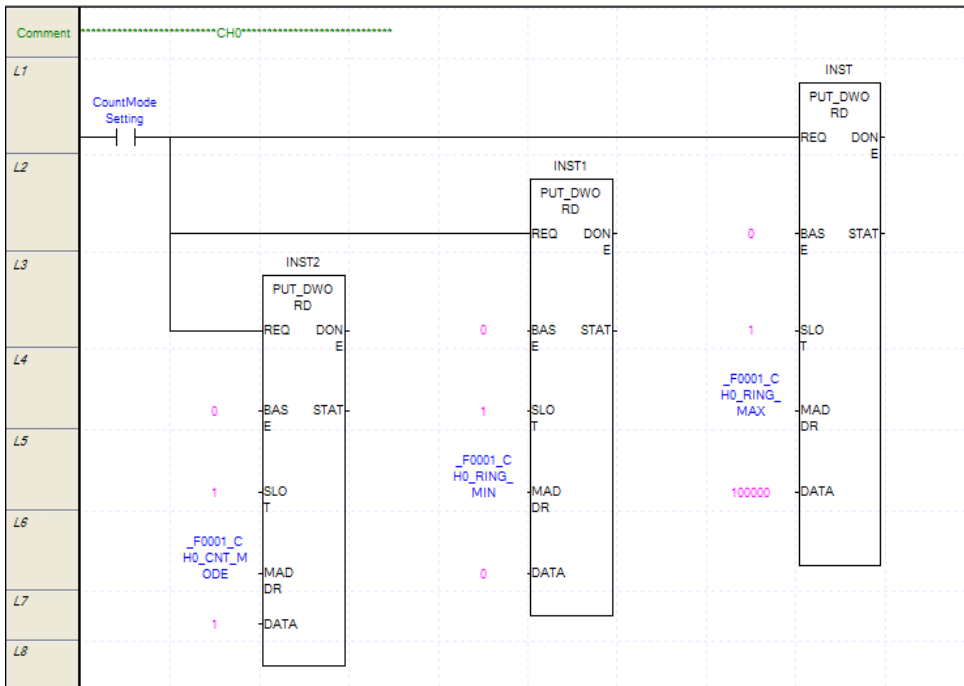 Comment
**************************CH0*****************************
L1
CountMode
Setting
INST
PUT_DWO
RD
REQ DON
E
L2
INST1
PUT_DWO
RD
REQ DON
E
0
BAS STAT
E
L3
INST2
PUT_DWO
RD
REQ DON
E
0
BAS STAT
E
1
SLO
T
L4
0
BAS STAT
E
1
SLO
T
_F0001_C
H0_RING_
MAX
MAD
DR
L5
1
SLO
T
_F0001_C
H0_RING_
MIN
MAD
DR
100000
DATA
L6
_F0001_C
H0_CNT_M
ODE
MAD
DR
0
DATA
L7
1
DATA
L8